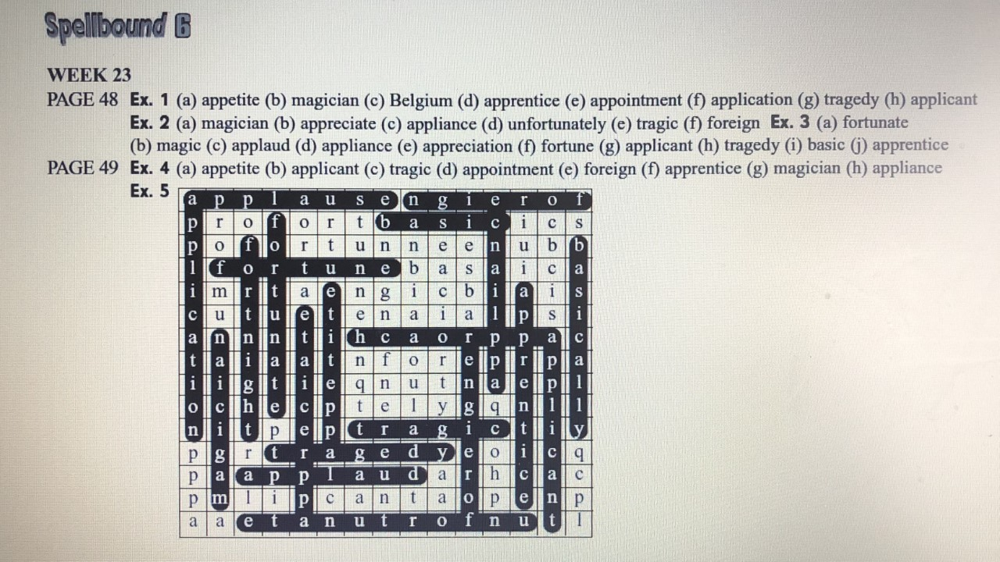 Spellbound 6
WEEK 23
PAGE 48 Ex. 1 (a) appetite (b) magician (c) Belgium (d) apprentice (e) appointment (f) application (g) tragedy (h) applicant
Ex. 2 (a) magician (b) appreciate (c) appliance (d) unfortunately (e) tragic (f) foreign Ex. 3 (a) fortunate
(b) magic (c) applaud (d) appliance (e) appreciation (f) fortune (g) applicant (h) tragedy (i) basic (j) apprentice
PAGE 49 Ex. 4 (a) appetite (b) applicant (c) tragic (d) appointment (e) foreign (f) apprentice (g) magician (h) appliance
Ex. 5
a p p l a u s e n g i e r o f
p r o f o r t b a s i c i c s
p o f o r t u n n e e n u b b
l f o r t u n e b a s a i c a
i m r t a e n g i c b i a i s
c u t u e t e n a i a l p s i
a n n n t i h c a o r p p a c
t a i a a t n f o r e p r p a
i i g t i e q n u t n a e p l
o c h e c p t e l y g q n l l
n i t p e p t r a g i c t i y
p g r t r a g e d y e o i c q
p a a p p l a u d a r h c a c
p m l i p c a n t a o p e n p
a a e t a n u t r o f n u t l